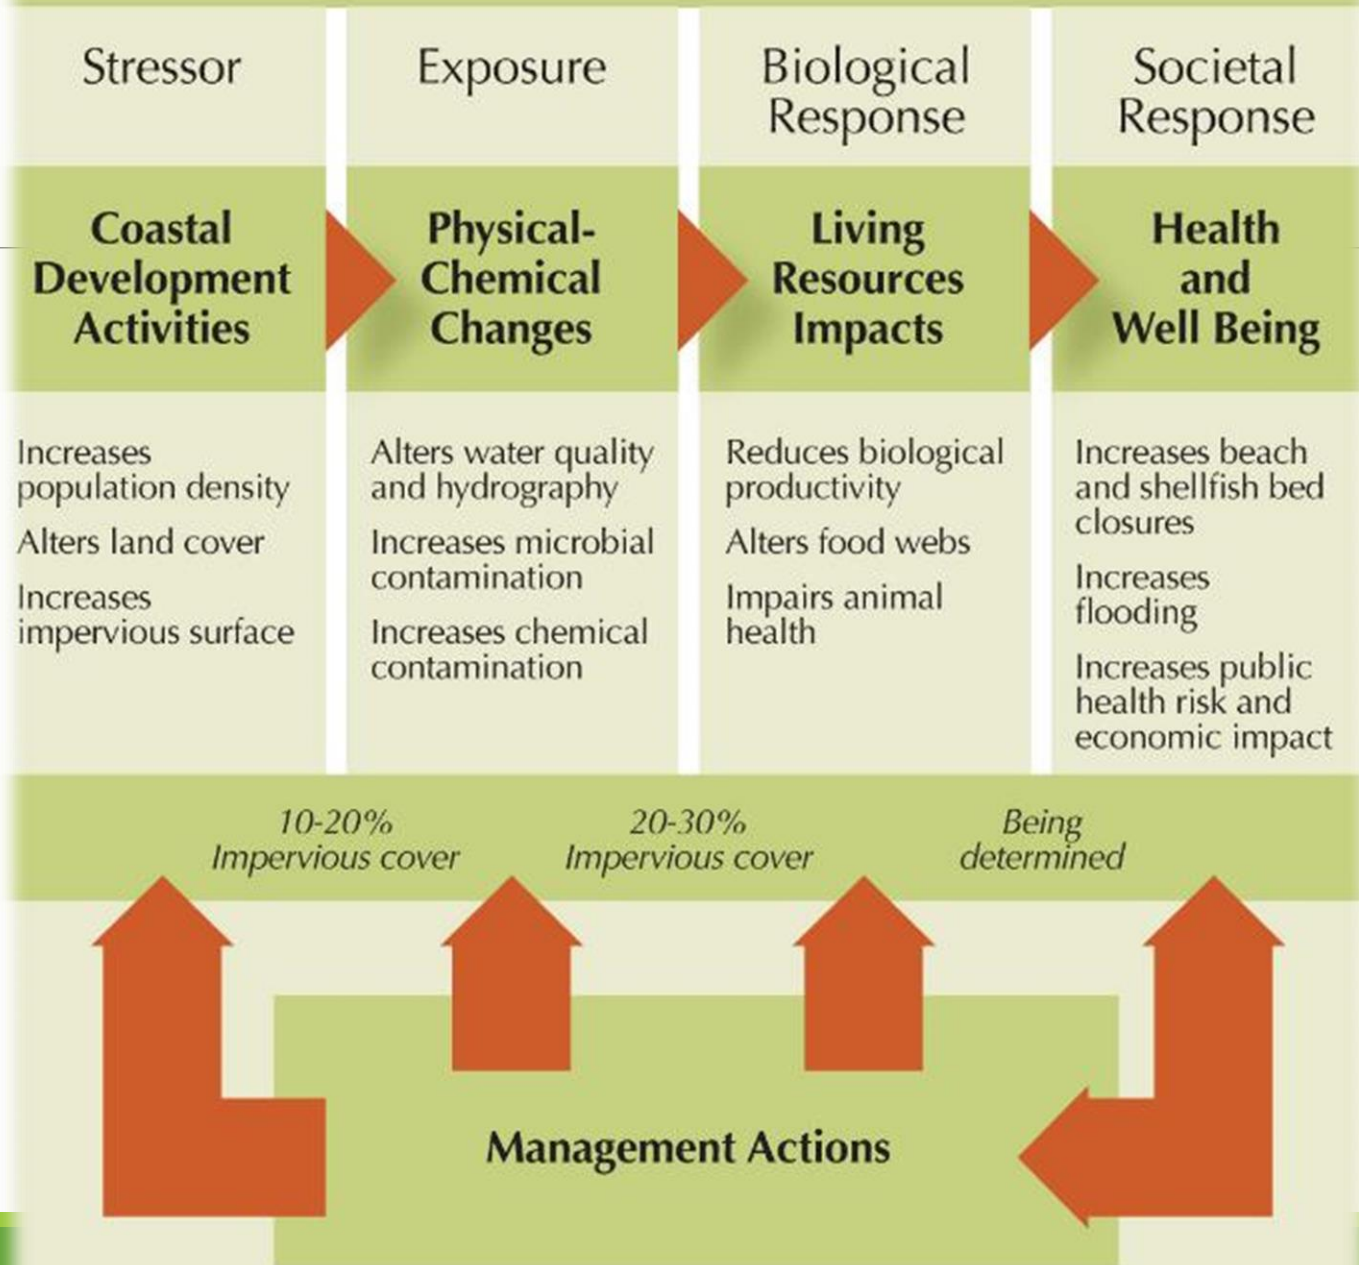 Stressor
Exposure
Biological
Response
Societal
Response
Coastal
Development
Activities
Physical-
Chemical
Changes
Living
Resources
Impacts
Health
and
Well Being
Increases
population density
Alters land cover
Increases
impervious surface
Alters water quality
and hydrography
Increases microbial
contamination
Increases chemical
contamination
Reduces biological
productivity
Alters food webs
Impairs animal
health
Increases beach
and shellfish bed
closures
Increases
flooding
Increases public
health risk and
economic impact
10-20%
Impervious cover
20-30%
Impervious cover
Being
determined
Management Actions